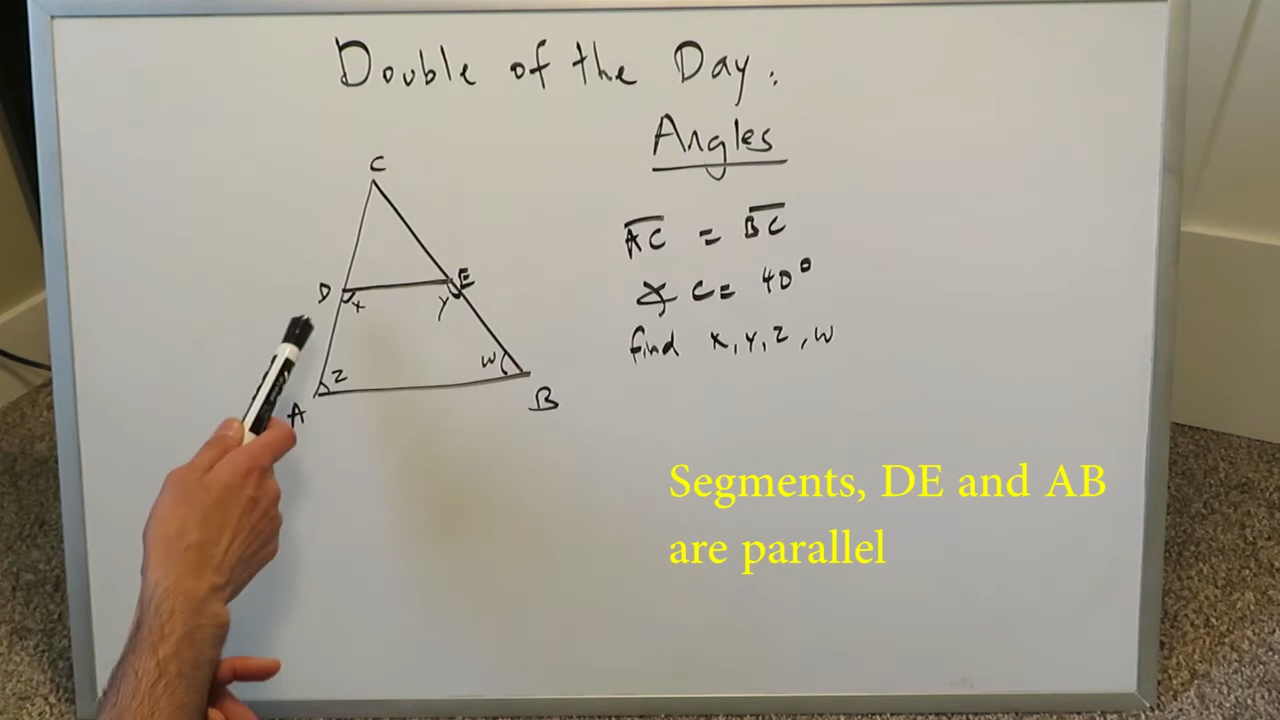 Double of the Day:
Angles
C
AC = BC
∡ C = 40°
D
E
x
y
find x, y, z, w
z
w
A
B
Segments, DE and AB
are parallel